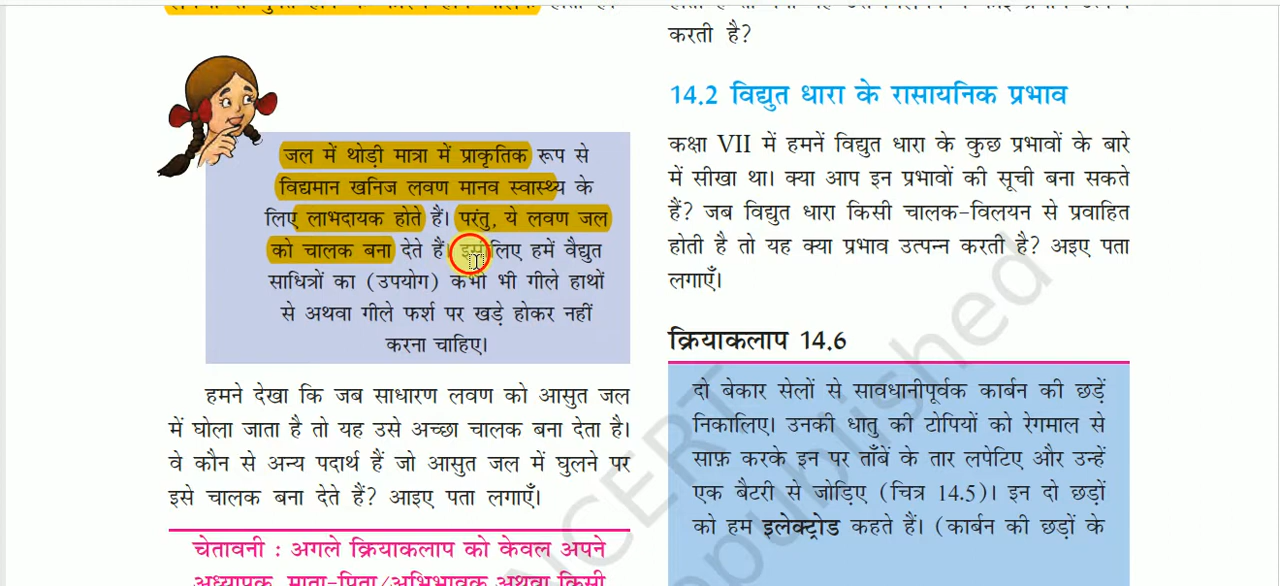 जल में थोड़ी मात्रा में प्राकृतिक रूप से
विद्यमान खनिज लवण मानव स्वास्थ्य के
लिए लाभदायक होते हैं। परंतु, ये लवण जल
को चालक बना देते हैं। इसीलिए हमें वैद्युत
साधित्रों का (उपयोग) कभी भी गीले हाथों
से अथवा गीले फर्श पर खड़े होकर नहीं
करना चाहिए।
हमने देखा कि जब साधारण लवण को आसुत जल
में घोला जाता है तो यह उसे अच्छा चालक बना देता है।
वे कौन से अन्य पदार्थ हैं जो आसुत जल में घुलने पर
इसे चालक बना देते हैं? आइए पता लगाएँ।
चेतावनी : अगले क्रियाकलाप को केवल अपने
अध्यापक, माता-पिता/अभिभावक अथवा किसी
करती है?
14.2 विद्युत धारा के रासायनिक प्रभाव
कक्षा VII में हमनें विद्युत धारा के कुछ प्रभावों के बारे
में सीखा था। क्या आप इन प्रभावों की सूची बना सकते
हैं? जब विद्युत धारा किसी चालक-विलयन से प्रवाहित
होती है तो यह क्या प्रभाव उत्पन्न करती है? अइए पता
लगाएँ।
क्रियाकलाप 14.6
दो बेकार सेलों से सावधानीपूर्वक कार्बन की छड़ें
निकालिए। उनकी धातु की टोपियों को रेगमाल से
साफ़ करके इन पर ताँबें के तार लपेटिए और उन्हें
एक बैटरी से जोड़िए (चित्र 14.5)। इन दो छड़ों
को हम इलेक्ट्रोड कहते हैं। (कार्बन की छड़ों के